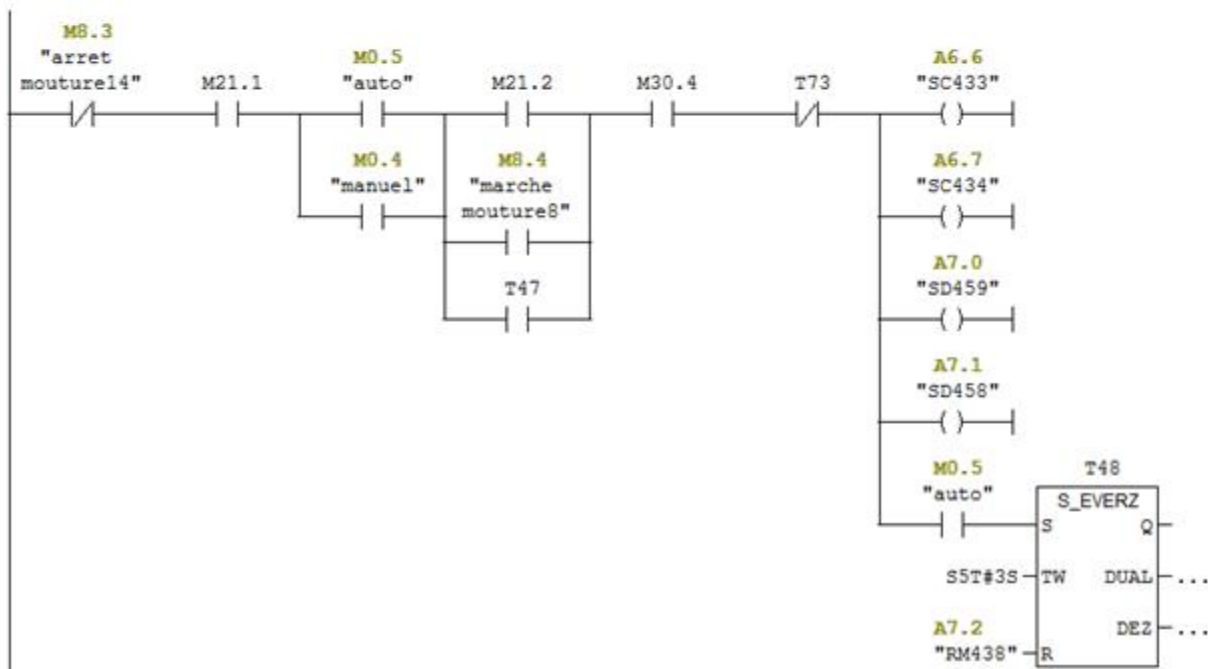 M8.3
"arret
mouture14"
M21.1
M0.5
"auto"
M21.2
M30.4
T73
A6.6
"SC433"
M0.4
"manuel"
M8.4
"marche
mouture8"
T47
A6.7
"SC434"
A7.0
"SD459"
A7.1
"SD458"
M0.5
"auto"
T48
S_EVERZ
S Q
S5T#3S TW DUAL ...
A7.2
"RM438" R DEZ ...